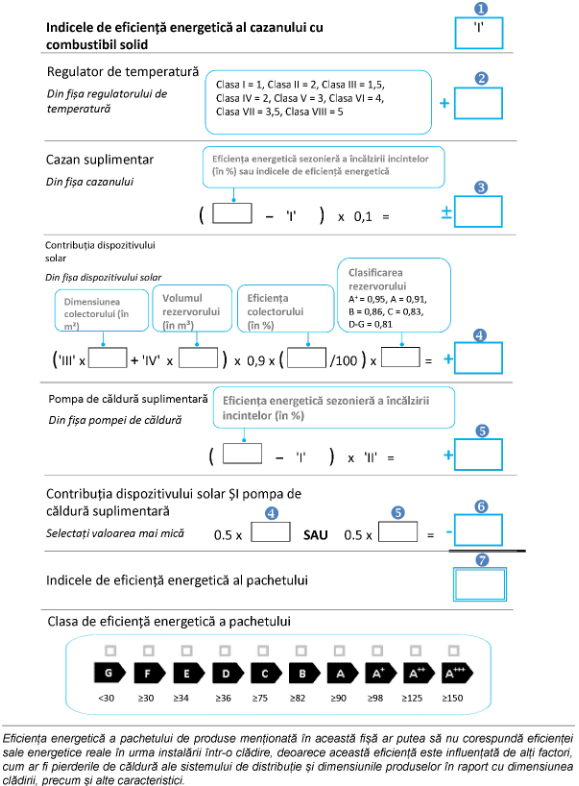 ❶
Indicele de eficiență energetică al cazanului cu
combustibil solid
'I'
Regulator de temperatură
Din fișa regulatorului de
temperatură
Clasa I = 1, Clasa II = 2, Clasa III = 1,5,
Clasa IV = 2, Clasa V = 3, Clasa VI = 4,
Clasa VII = 3,5, Clasa VIII = 5
❷
+
Cazan suplimentar
Din fișa cazanului
Eficiența energetică sezonieră a încălzirii incintelor
(în %) sau indicele de eficiență energetică
❸
( – 'I' ) x 0,1 = ±
Contribuția dispozitivului
solar
Din fișa dispozitivului solar
Dimensiunea
colectorului (în
m²)
Volumul
rezervorului
(în m³)
Eficiența
colectorului
(în %)
Clasificarea
rezervorului
A⁺ = 0,95, A = 0,91,
B = 0,86, C = 0,83,
D-G = 0,81
❹
('III' x + 'IV' x ) x 0,9 x ( /100 ) x = +
Pompa de căldură suplimentară
Din fișa pompei de căldură
Eficiența energetică sezonieră a încălzirii
incintelor (în %)
❺
( – 'I' ) x 'II' = +
Contribuția dispozitivului solar ȘI pompa de
căldură suplimentară
Selectați valoarea mai mică
❹ ❺ ❻
0.5 x SAU 0.5 x = -
❼
Indicele de eficiență energetică al pachetului
Clasa de eficiență energetică a pachetului
G F E D C B A A⁺ A⁺⁺ A⁺⁺⁺
<30 ≥30 ≥34 ≥36 ≥75 ≥82 ≥90 ≥98 ≥125 ≥150
Eficiența energetică a pachetului de produse menționată în această fișă ar putea să nu corespundă eficienței
sale energetice reale în urma instalării într-o clădire, deoarece această eficiență este influențată de alți factori,
cum ar fi pierderile de căldură ale sistemului de distribuție și dimensiunile produselor în raport cu dimensiunea
clădirii, precum și alte caracteristici.